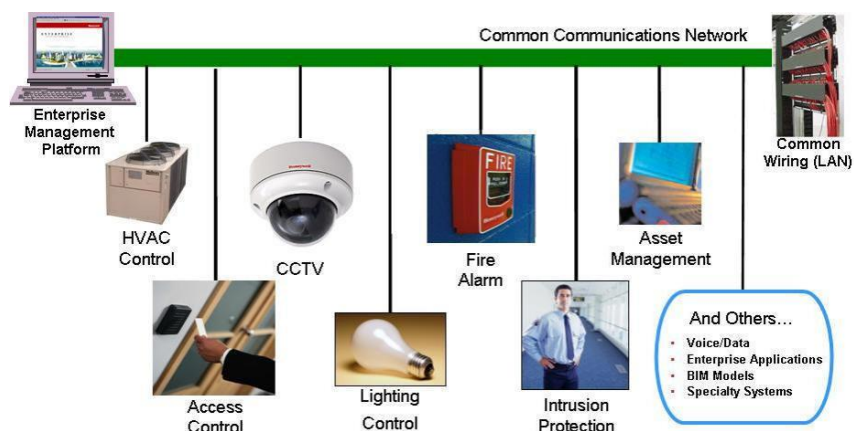 Common Communications Network
Enterprise
Management
Platform
Common
Wiring (LAN)
HVAC
Control
CCTV
FIRE
Fire
Alarm
Asset
Management
Access
Control
Lighting
Control
Intrusion
Protection
And Others…
• Voice/Data
• Enterprise Applications
• BIM Models
• Specialty Systems